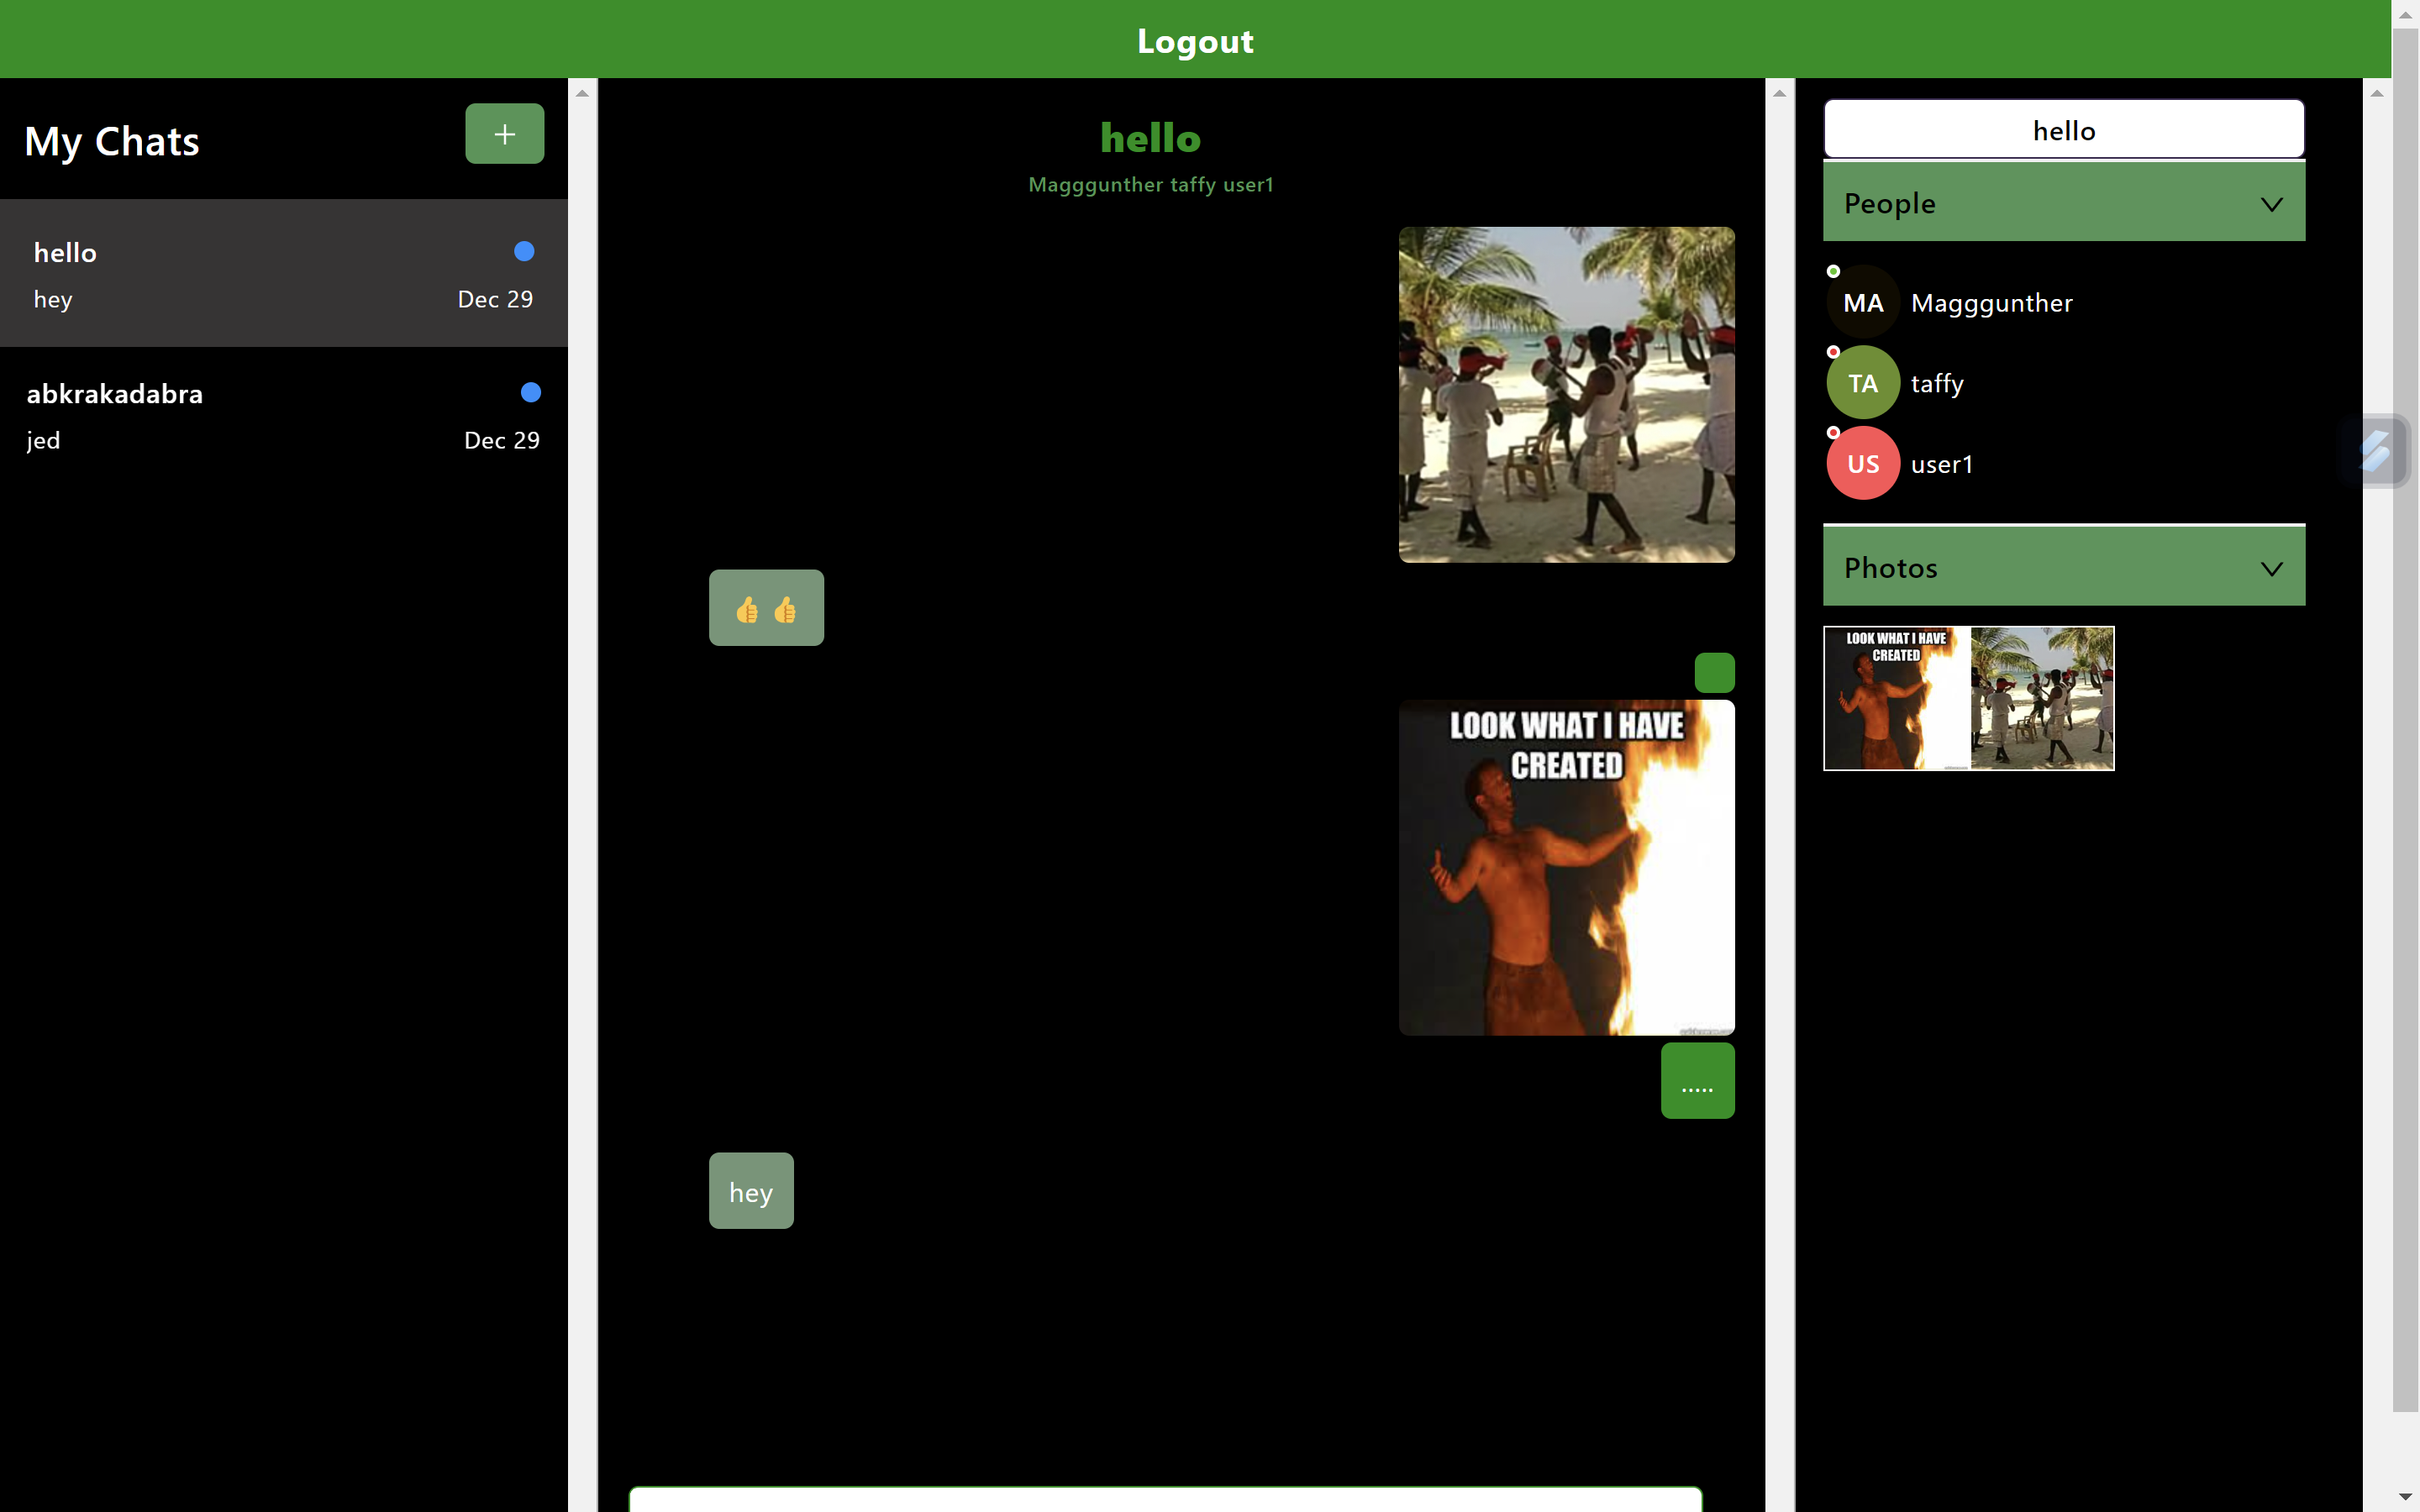 Logout
My Chats
+
hello
hey
Dec 29
abkrakadabra
jed
Dec 29
hello
Magggunther taffy user1
👍 👍
LOOK WHAT I HAVE
CREATED
.....
hey
hello
People
MA Magggunther
TA taffy
US user1
Photos
LOOK WHAT I HAVE
CREATED